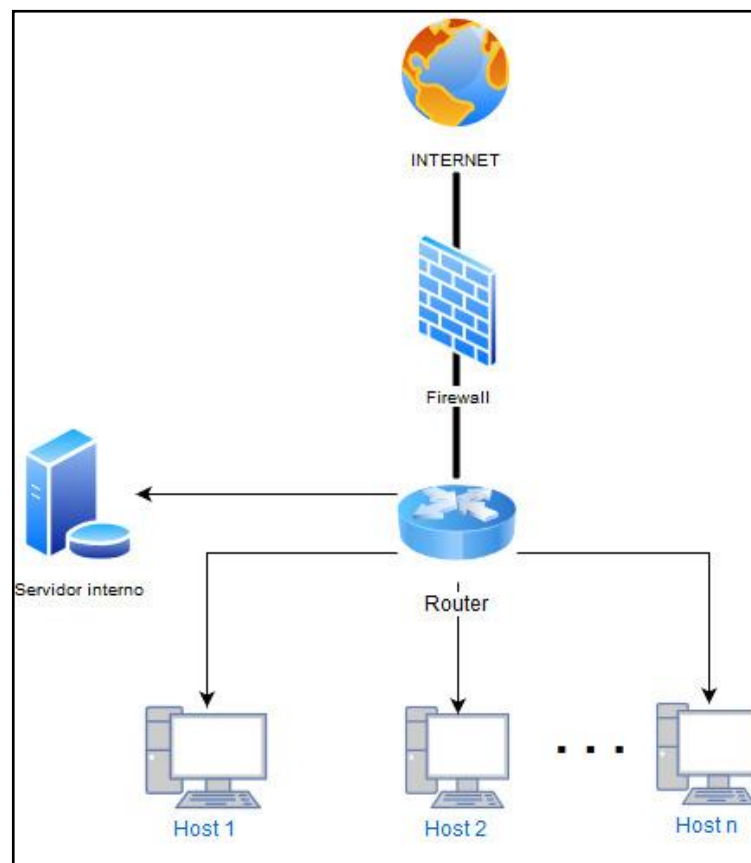 INTERNET
Firewall
Servidor interno
Router
Host 1
Host 2
. . .
Host n